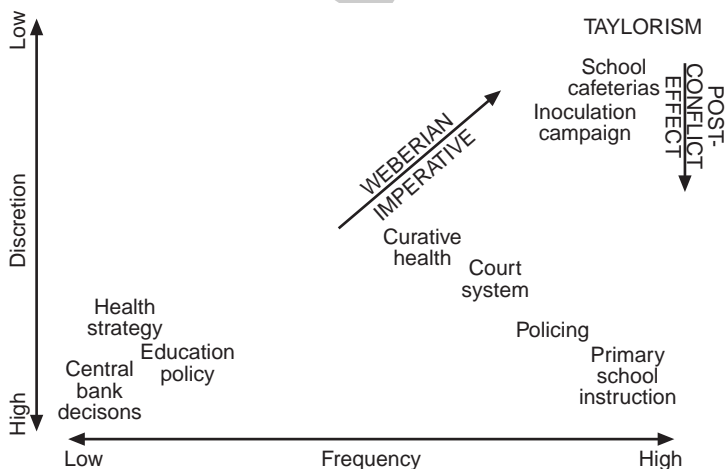 Low
TAYLORISM
School
cafeterias
Inoculation
campaign
POST-
CONFLICT
EFFECT
WEBERIAN
IMPERATIVE
Discretion
Curative
health
Court
system
Health
strategy
Policing
Education
policy
Central
bank
decisons
Primary
school
instruction
High
Low
Frequency
High